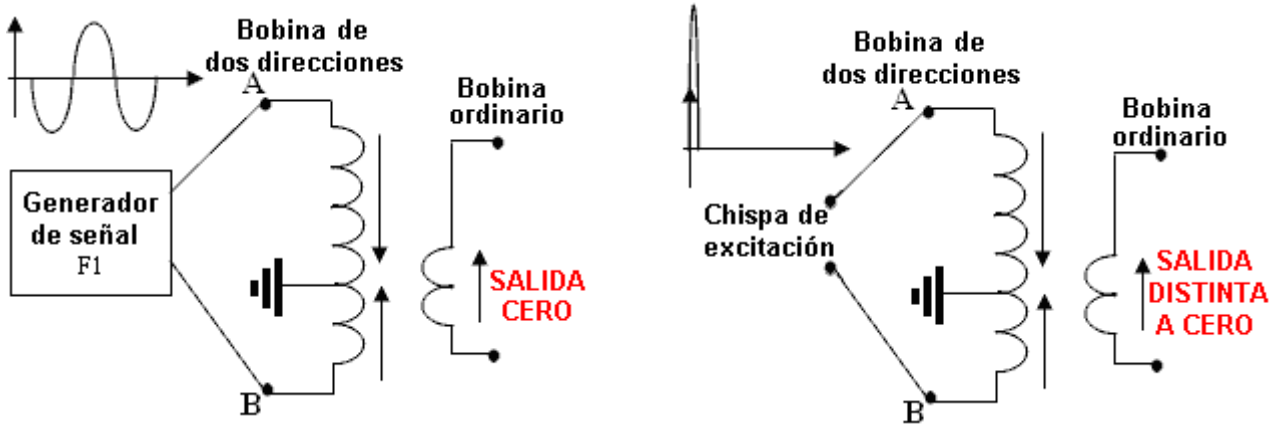 Bobina de
dos direcciones
A
Bobina
ordinario
Generador
de señal
F1
SALIDA
CERO
B
Bobina de
dos direcciones
A
Bobina
ordinario
Chispa de
excitación
SALIDA
DISTINTA
A CERO
B